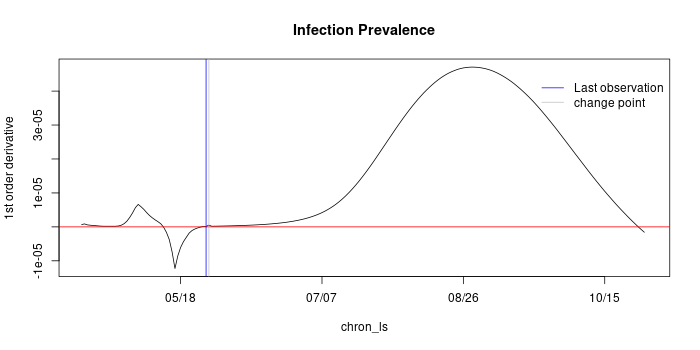 Infection Prevalence
1st order derivative
-1e-05
1e-05
3e-05
Last observation
change point
05/18
07/07
08/26
10/15
chron_ls